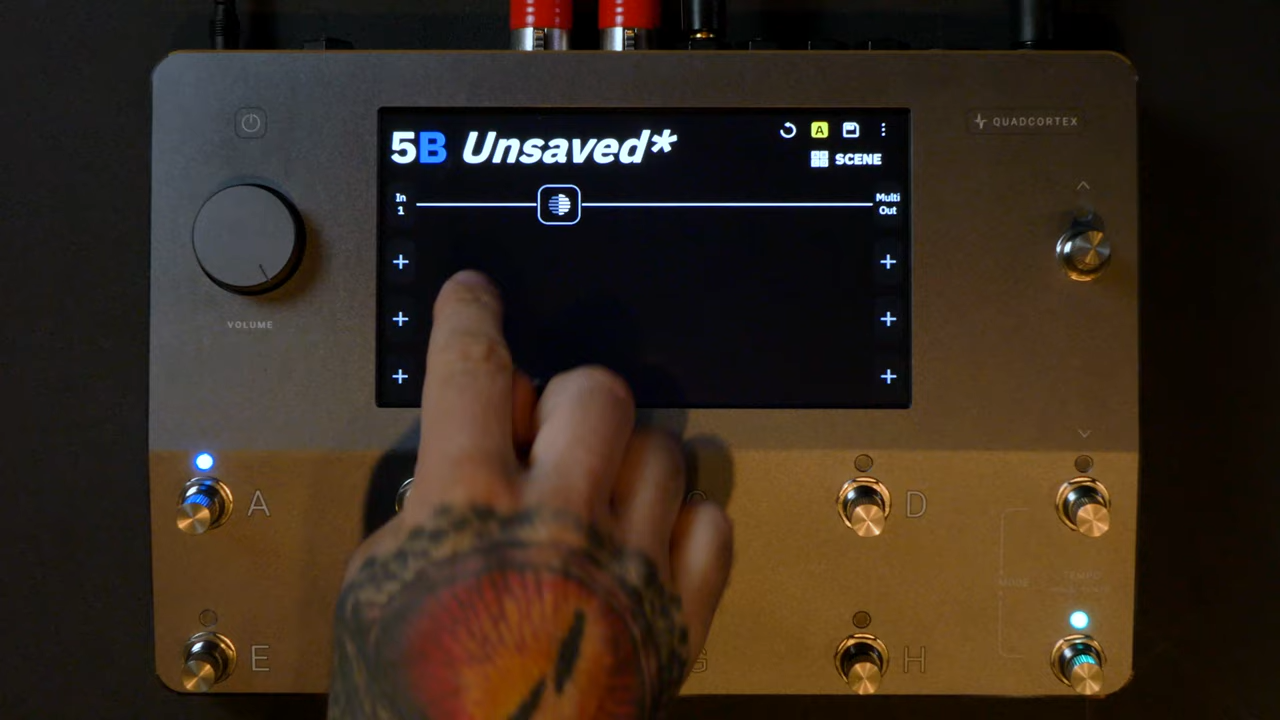 QUADCORTEX
5B Unsaved*
A
SCENE
In
1
Multi
Out
+
+
+
+
+
+
VOLUME
A
D
MODE
TEMPO
E
G
H